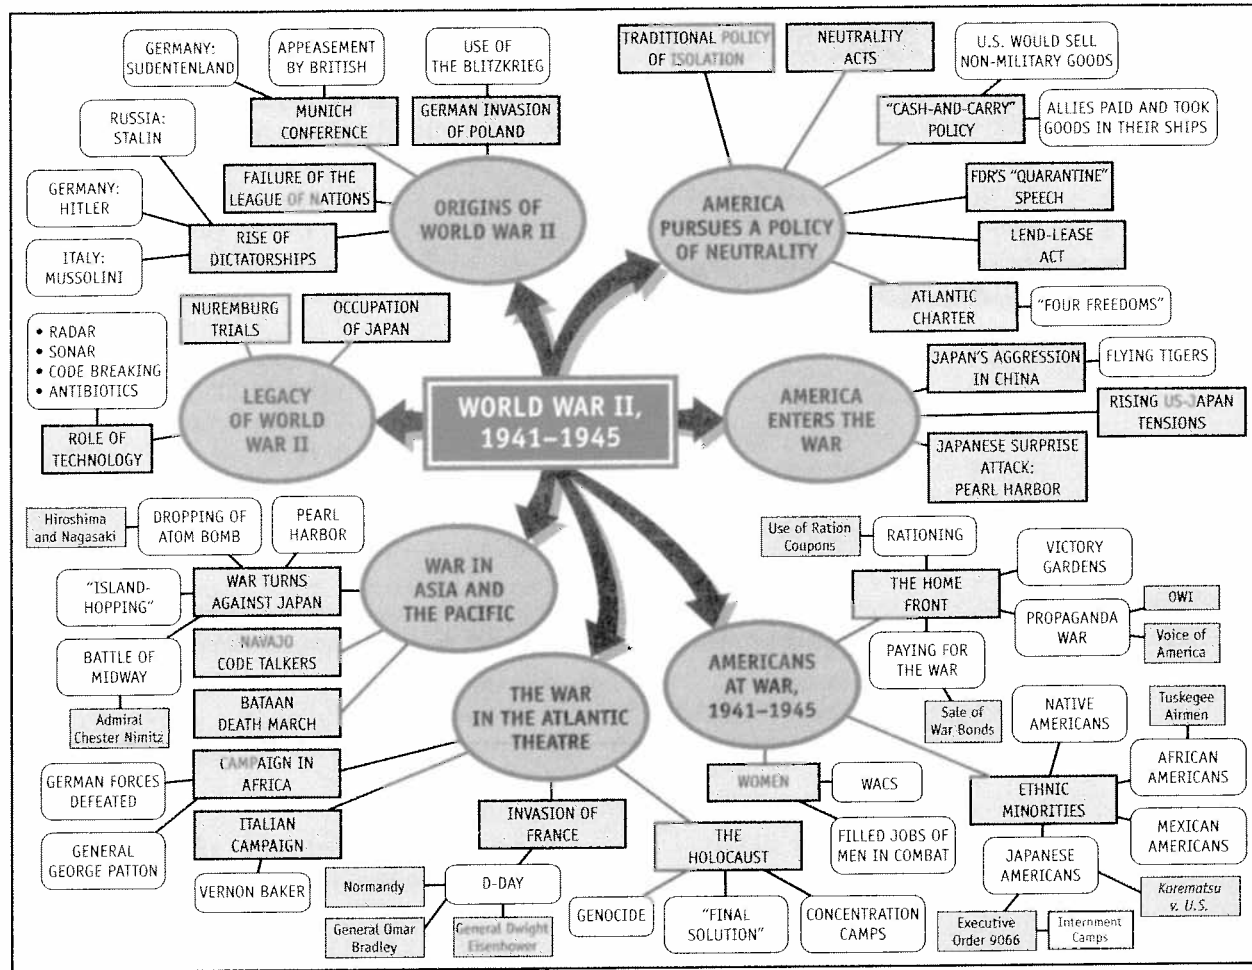 GERMANY:
SUDENTENLAND
APPEASEMENT
BY BRITISH
USE OF
THE BLITZKRIEG
MUNICH
CONFERENCE
GERMAN INVASION
OF POLAND
RUSSIA:
STALIN
FAILURE OF THE
LEAGUE OF NATIONS
GERMANY:
HITLER
RISE OF
DICTATORSHIPS
ITALY:
MUSSOLINI
ORIGINS OF
WORLD WAR II
TRADITIONAL POLICY
OF ISOLATION
NEUTRALITY
ACTS
U.S. WOULD SELL
NON-MILITARY GOODS
"CASH-AND-CARRY"
POLICY
ALLIES PAID AND TOOK
GOODS IN THEIR SHIPS
AMERICA
PURSUES A POLICY
OF NEUTRALITY
FDR'S "QUARANTINE"
SPEECH
LEND-LEASE
ACT
ATLANTIC
CHARTER
"FOUR FREEDOMS"
NUREMBURG
TRIALS
OCCUPATION
OF JAPAN
• RADAR
• SONAR
• CODE BREAKING
• ANTIBIOTICS
ROLE OF
TECHNOLOGY
LEGACY
OF WORLD
WAR II
WORLD WAR II,
1941–1945
AMERICA
ENTERS THE
WAR
JAPAN'S AGGRESSION
IN CHINA
FLYING TIGERS
RISING US-JAPAN
TENSIONS
JAPANESE SURPRISE
ATTACK:
PEARL HARBOR
Hiroshima
and Nagasaki
DROPPING OF
ATOM BOMB
PEARL
HARBOR
"ISLAND-
HOPPING"
WAR TURNS
AGAINST JAPAN
WAR IN
ASIA AND
THE PACIFIC
NAVAJO
CODE TALKERS
BATTLE OF
MIDWAY
Admiral
Chester Nimitz
BATAAN
DEATH MARCH
THE WAR
IN THE ATLANTIC
THEATRE
CAMPAIGN IN
AFRICA
GERMAN FORCES
DEFEATED
GENERAL
GEORGE PATTON
ITALIAN
CAMPAIGN
VERNON BAKER
INVASION OF
FRANCE
Normandy
D-DAY
General Omar
Bradley
General Dwight
Eisenhower
THE
HOLOCAUST
GENOCIDE
"FINAL
SOLUTION"
CONCENTRATION
CAMPS
AMERICANS
AT WAR,
1941–1945
Use of Ration
Coupons
RATIONING
THE HOME
FRONT
VICTORY
GARDENS
PROPAGANDA
WAR
OWI
Voice of
America
PAYING FOR
THE WAR
Sale of
War Bonds
WOMEN
WACS
FILLED JOBS OF
MEN IN COMBAT
NATIVE
AMERICANS
Tuskegee
Airmen
AFRICAN
AMERICANS
ETHNIC
MINORITIES
MEXICAN
AMERICANS
JAPANESE
AMERICANS
Korematsu
v. U.S.
Executive
Order 9066
Internment
Camps